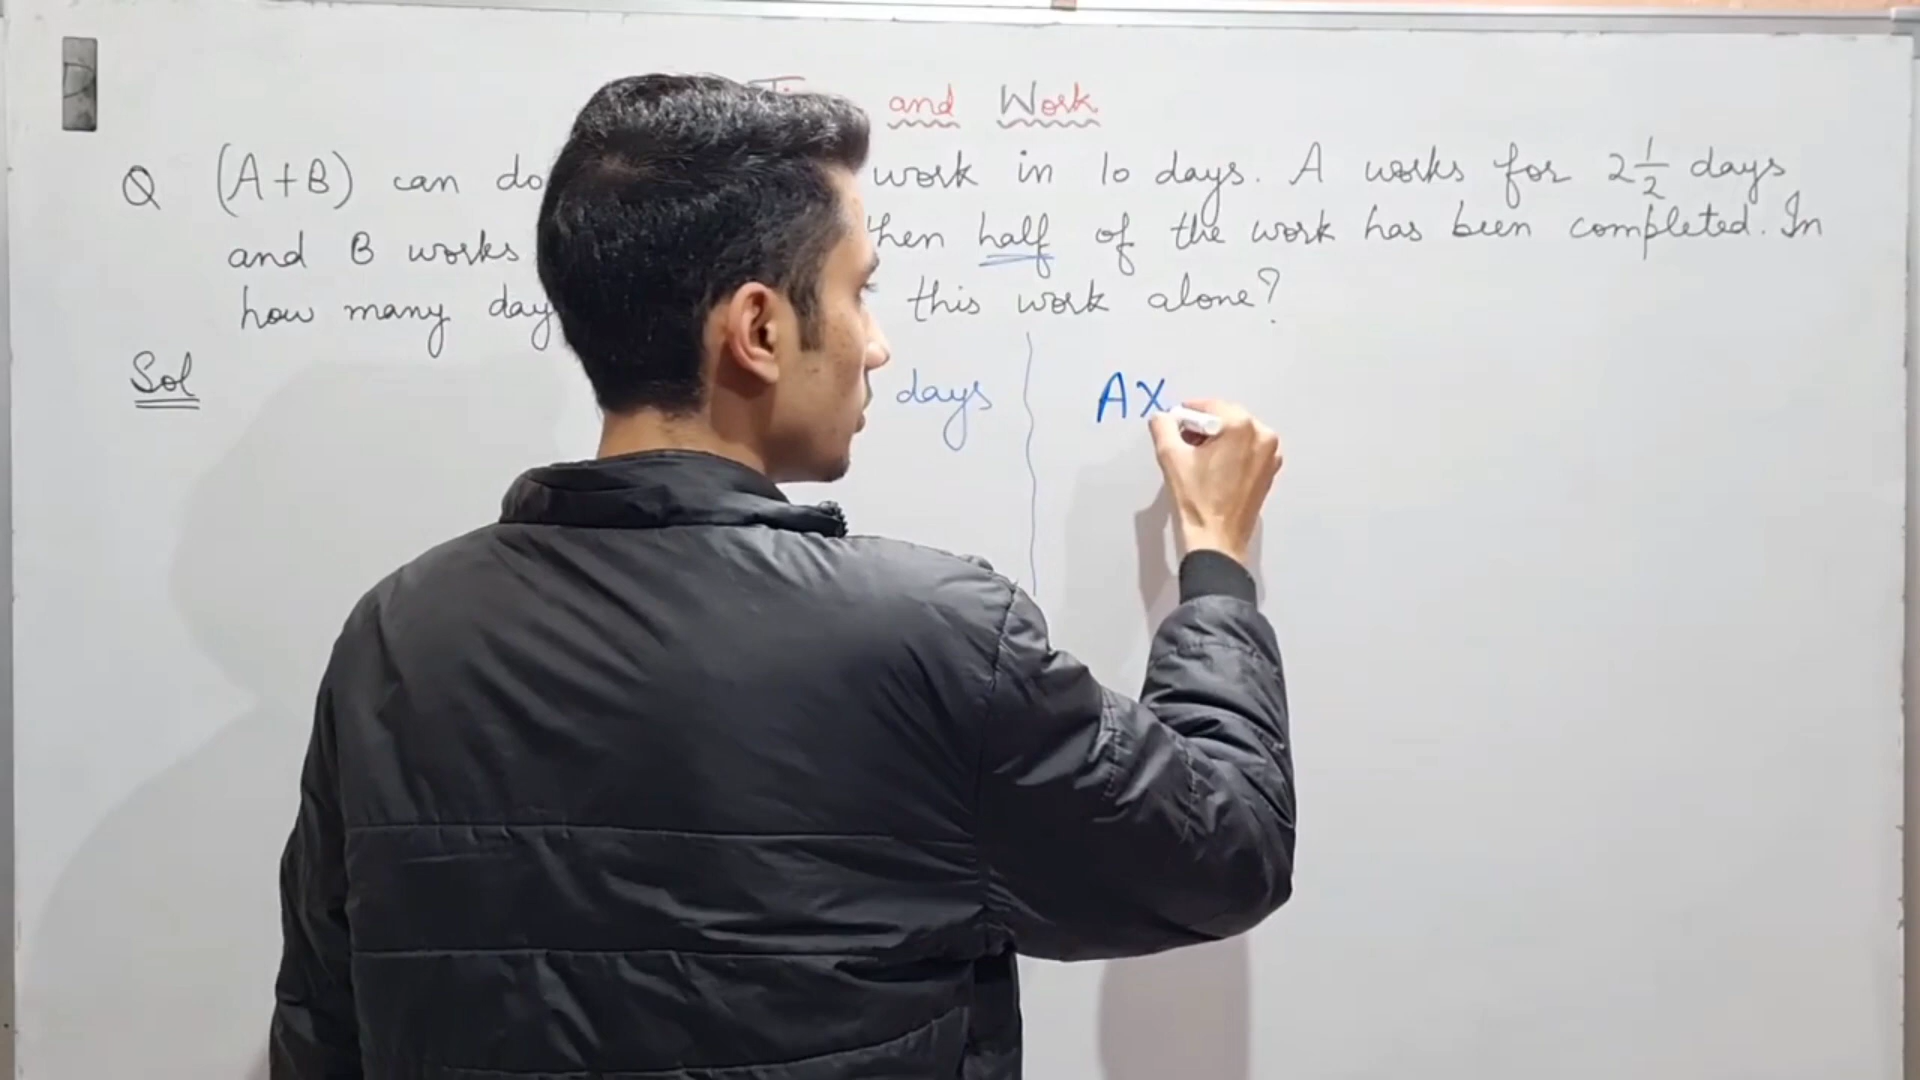 and Work
Q (A+B) can do work in 10 days. A works for 2 1/2 days
and B works then half of the work has been completed. In
how many day this work alone?
Sol days AX